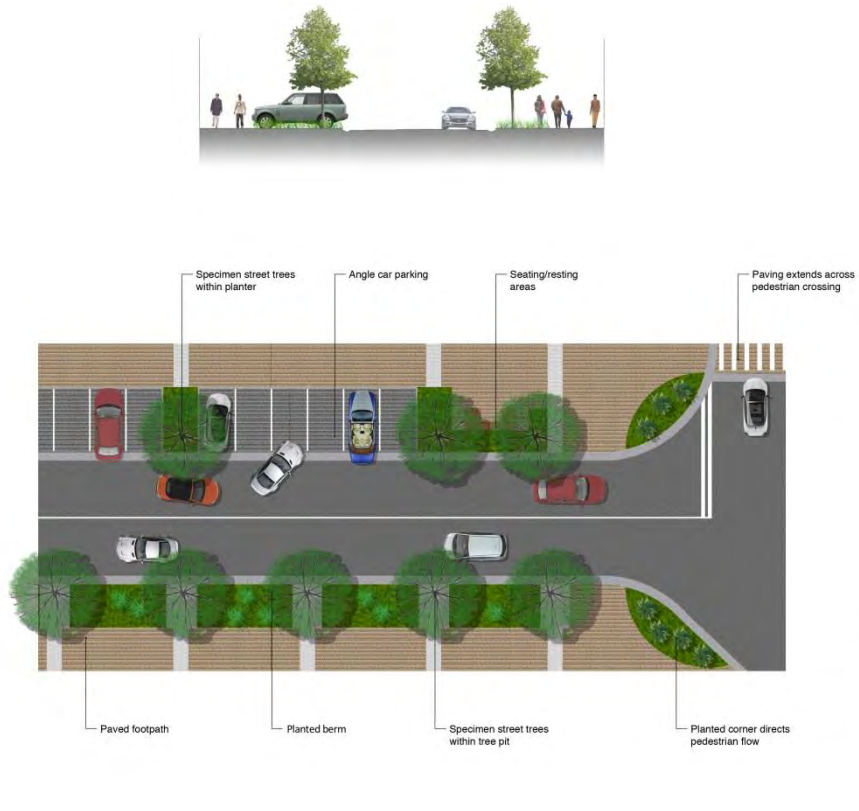 Specimen street trees
within planter
Angle car parking
Seating/resting
areas
Paving extends across
pedestrian crossing
Paved footpath
Planted berm
Specimen street trees
within tree pit
Planted corner directs
pedestrian flow